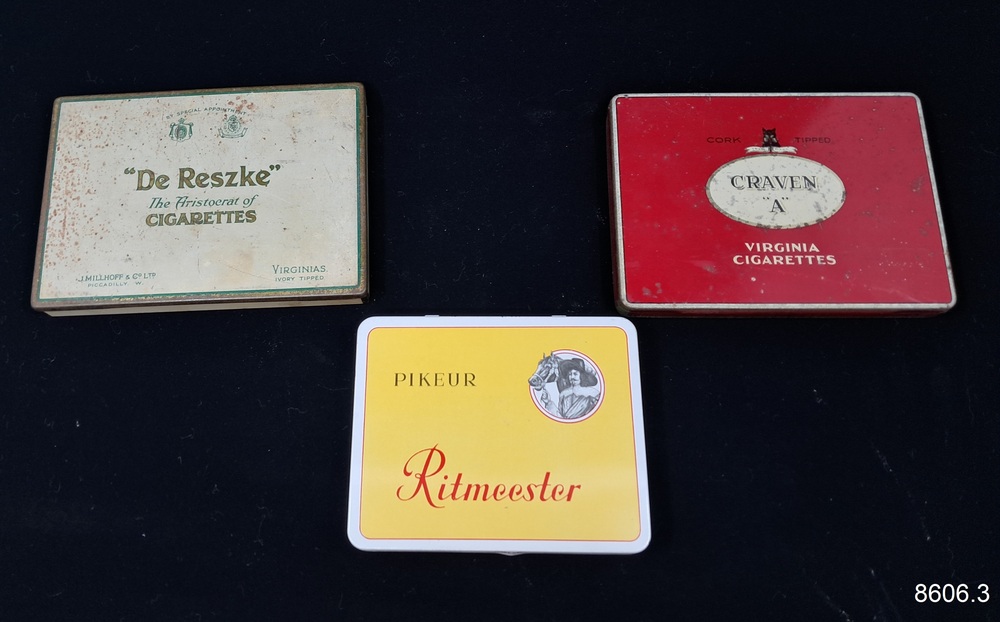 BY SPECIAL APPOINTMENT
"De Reszke"
The Aristocrat of
CIGARETTES
J. MILLHOFF & Co LTD
PICCADILLY. W.
VIRGINIAS.
IVORY TIPPED.
CORK TIPPED
CRAVEN
"A"
VIRGINIA
CIGARETTES
PIKEUR
Ritmeester
8606.3